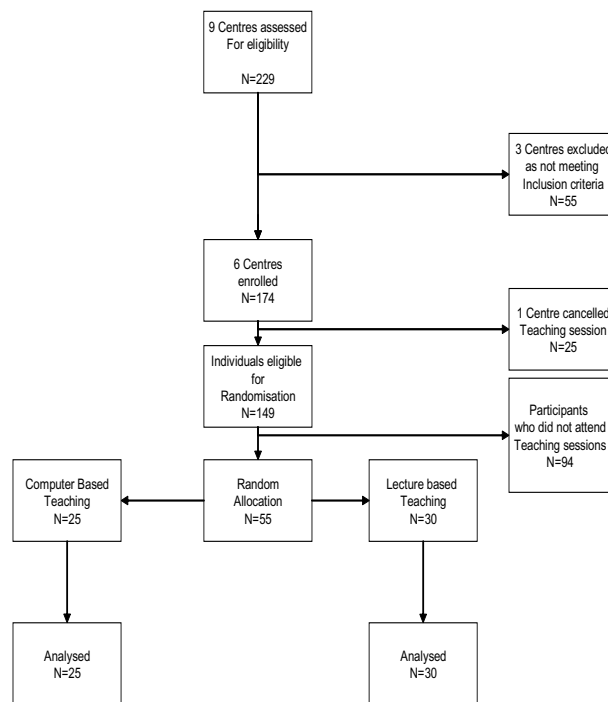 9 Centres assessed
For eligibility
N=229
3 Centres excluded
as not meeting
Inclusion criteria
N=55
6 Centres
enrolled
N=174
1 Centre cancelled
Teaching session
N=25
Individuals eligible
for
Randomisation
N=149
Participants
who did not attend
Teaching sessions
N=94
Computer Based
Teaching
N=25
Random
Allocation
N=55
Lecture based
Teaching
N=30
Analysed
N=25
Analysed
N=30